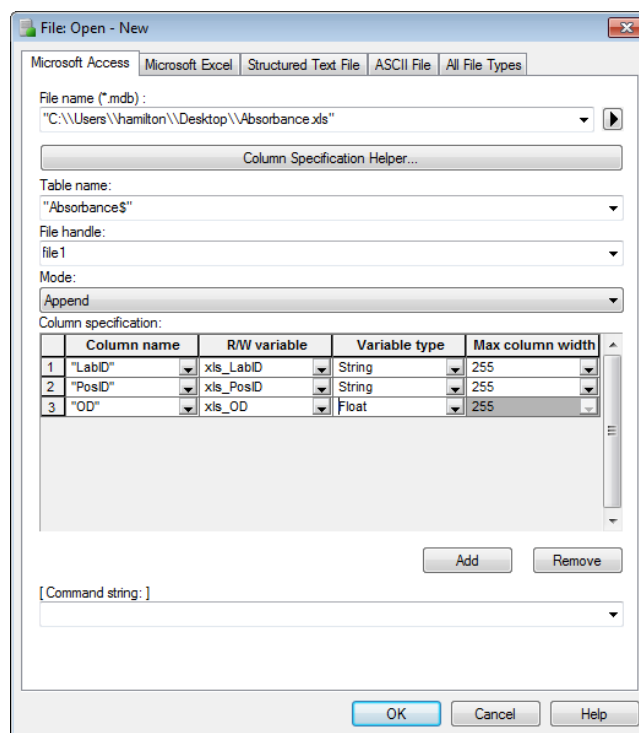 File: Open - New
Microsoft Access Microsoft Excel Structured Text File ASCII File All File Types
File name (*.mdb) :
"C:\\Users\\hamilton\\Desktop\\Absorbance.xls"
Column Specification Helper...
Table name:
"Absorbance$"
File handle:
file1
Mode:
Append
Column specification:
Column name R/W variable Variable type Max column width
1 "LabID" xls_LabID String 255
2 "PosID" xls_PosID String 255
3 "OD" xls_OD Float 255
Add Remove
[ Command string: ]
OK Cancel Help